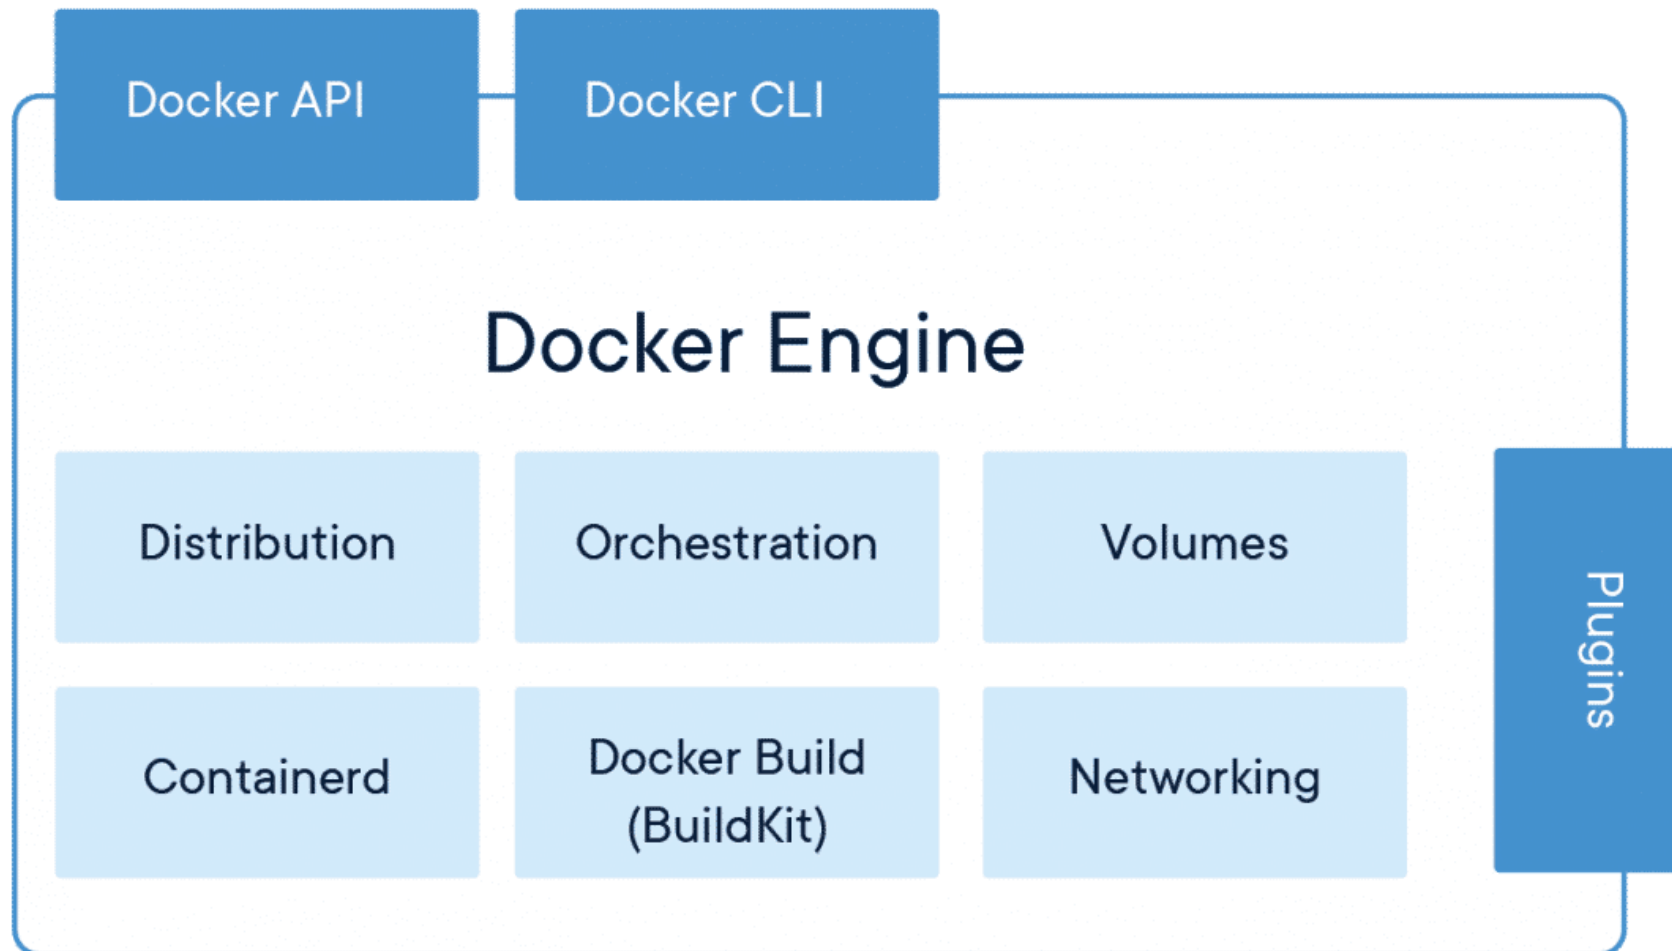 Docker API
Docker CLI
Docker Engine
Distribution
Orchestration
Volumes
Plugins
Containerd
Docker Build
(BuildKit)
Networking